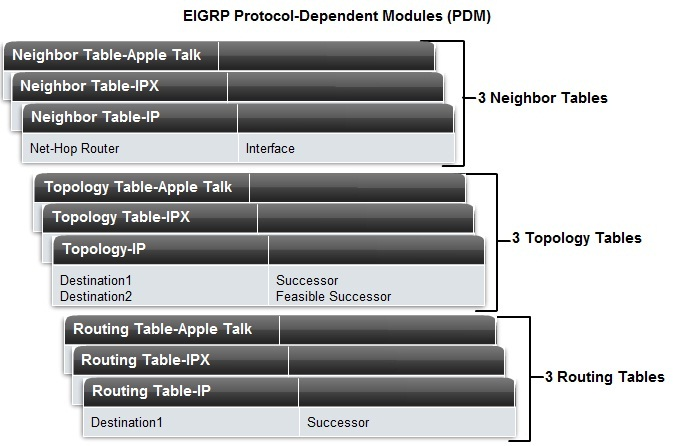 EIGRP Protocol-Dependent Modules (PDM)
Neighbor Table-Apple Talk
Neighbor Table-IPX
Neighbor Table-IP
Net-Hop Router Interface
3 Neighbor Tables
Topology Table-Apple Talk
Topology Table-IPX
Topology-IP
Destination1 Successor
Destination2 Feasible Successor
3 Topology Tables
Routing Table-Apple Talk
Routing Table-IPX
Routing Table-IP
Destination1 Successor
3 Routing Tables